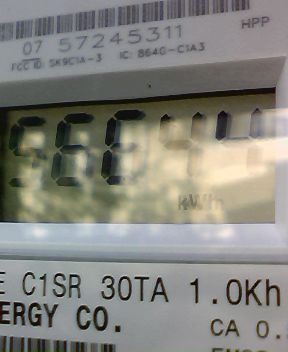 HPP
07 57245311
FCC ID: SK9C1A-3 IC: 864G-C1A3
56644
kWh
E C1SR 30TA 1.0Kh
ERGY CO.
CA 0.